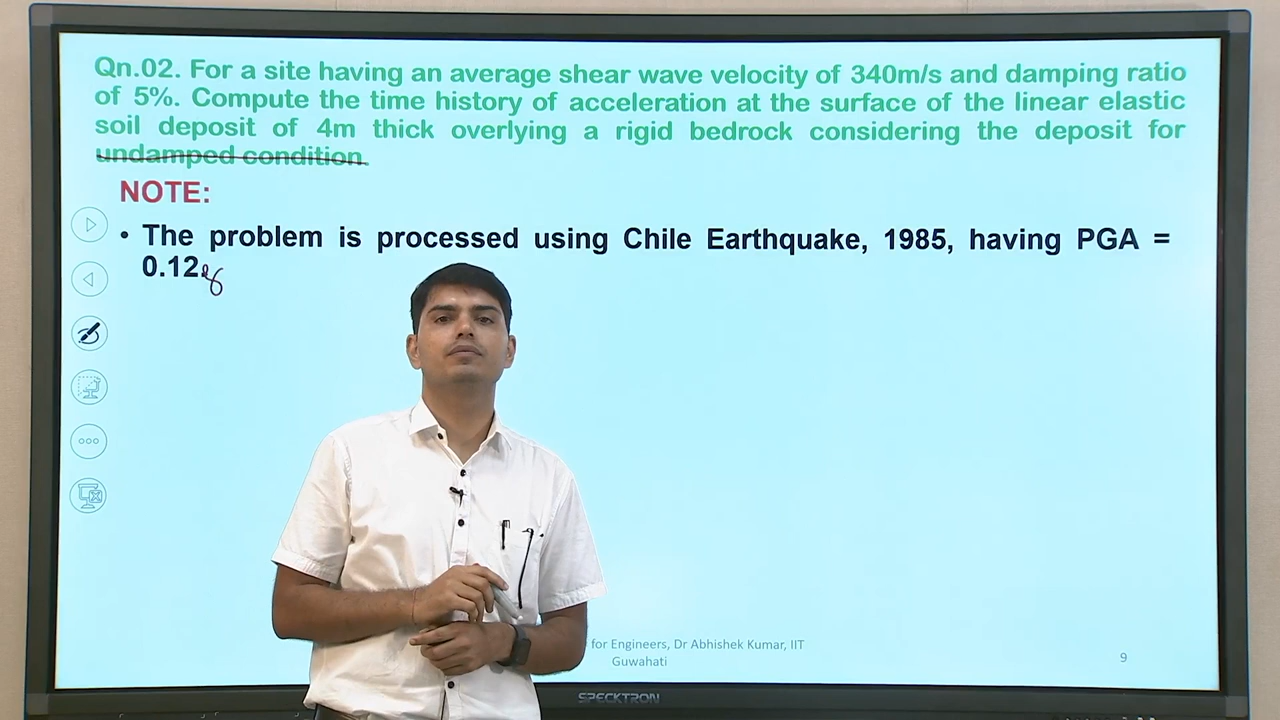 Qn.02. For a site having an average shear wave velocity of 340m/s and damping ratio
of 5%. Compute the time history of acceleration at the surface of the linear elastic
soil deposit of 4m thick overlying a rigid bedrock considering the deposit for
undamped condition.
NOTE:
• The problem is processed using Chile Earthquake, 1985, having PGA =
0.12g
for Engineers, Dr Abhishek Kumar, IIT
Guwahati
9
SPECKTRON